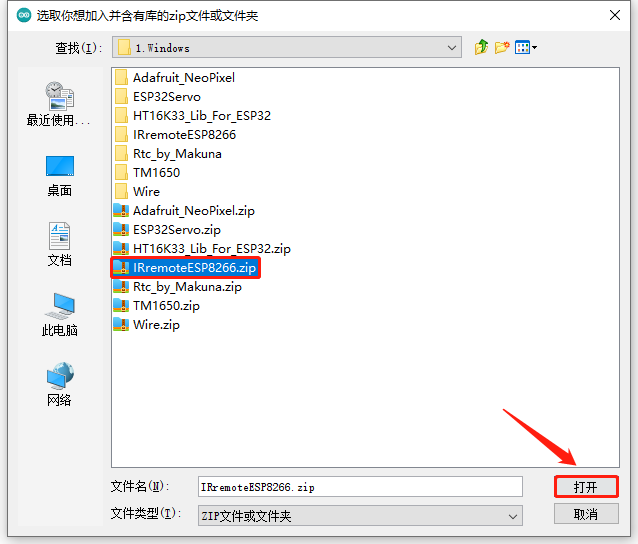 选取你想加入并含有库的zip文件或文件夹
查找(I):
1.Windows
最近使用...
桌面
文档
此电脑
网络
Adafruit_NeoPixel
ESP32Servo
HT16K33_Lib_For_ESP32
IRremoteESP8266
Rtc_by_Makuna
TM1650
Wire
Adafruit_NeoPixel.zip
ESP32Servo.zip
HT16K33_Lib_For_ESP32.zip
IRremoteESP8266.zip
Rtc_by_Makuna.zip
TM1650.zip
Wire.zip
文件名(N):
IRremoteESP8266.zip
打开
文件类型(T):
ZIP文件或文件夹
取消